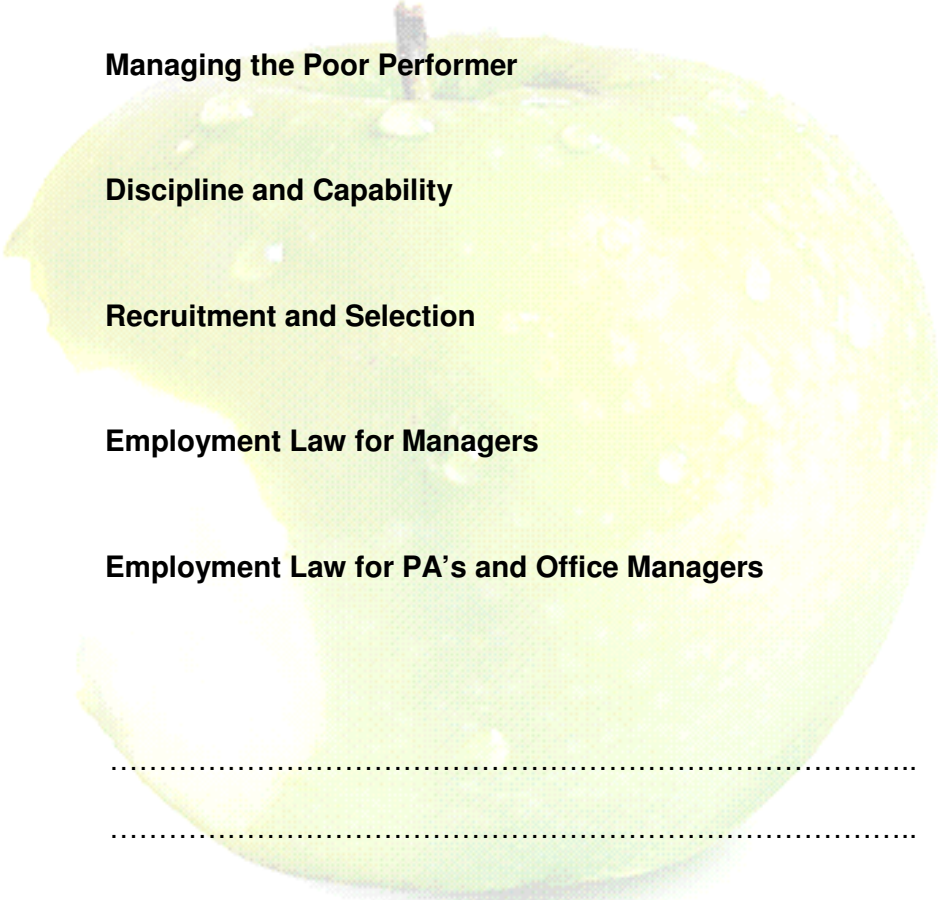 Managing the Poor Performer
Discipline and Capability
Recruitment and Selection
Employment Law for Managers
Employment Law for PA’s and Office Managers
………………………………………………………………………..
………………………………………………………………………..